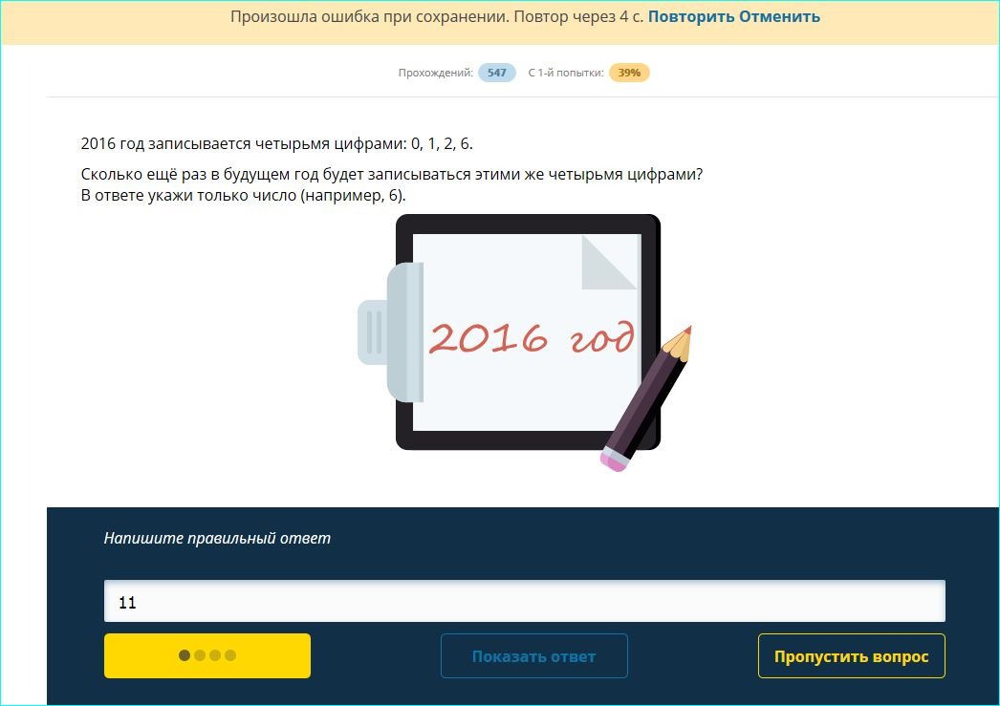 Произошла ошибка при сохранении. Повтор через 4 с. Повторить Отменить
Прохождений: 547 С 1-й попытки: 39%
2016 год записывается четырьмя цифрами: 0, 1, 2, 6.
Сколько ещё раз в будущем год будет записываться этими же четырьмя цифрами?
В ответе укажи только число (например, 6).
2016 год
Напишите правильный ответ
11
Показать ответ Пропустить вопрос